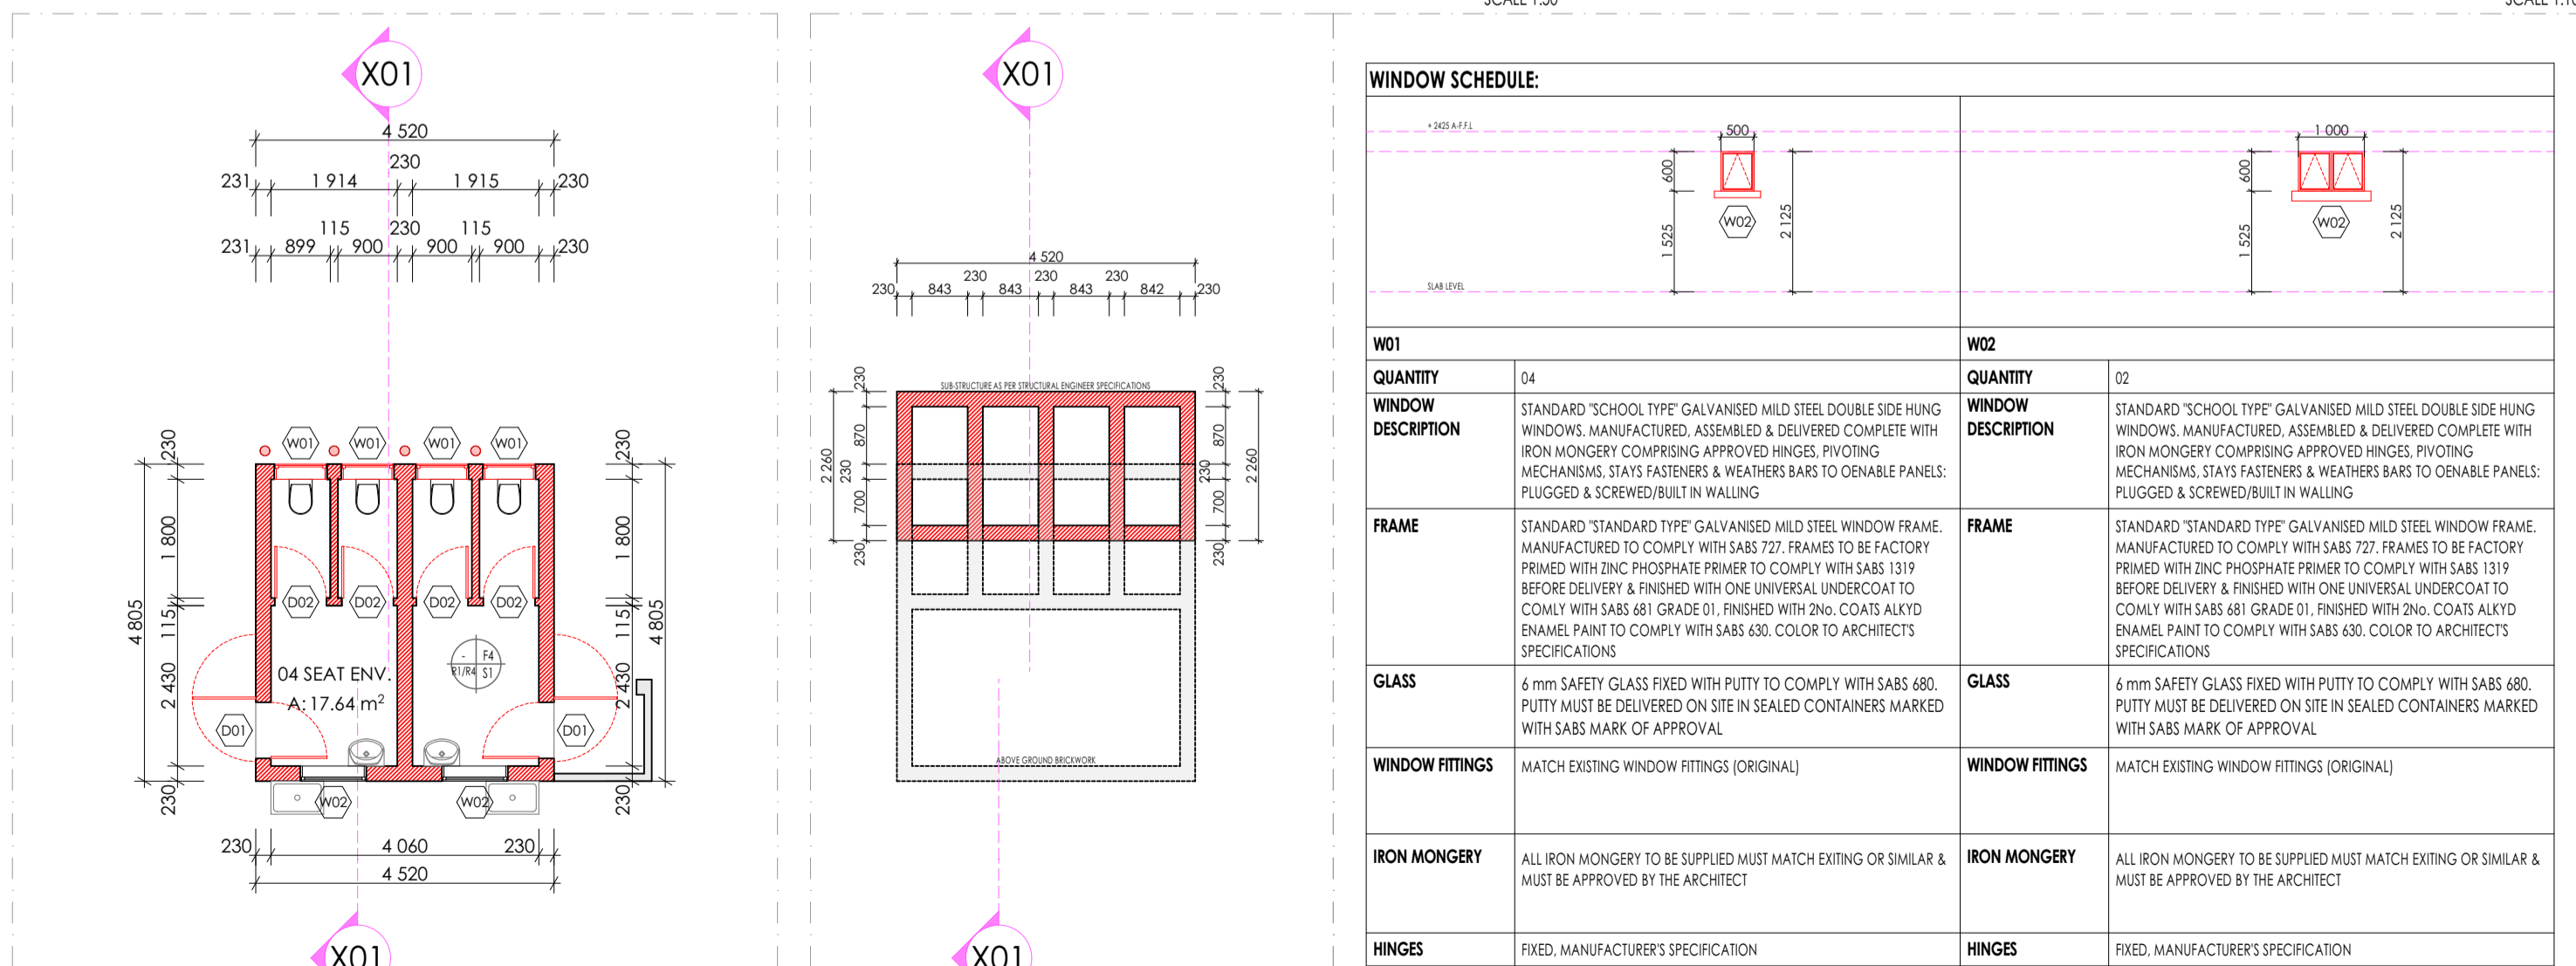 SCALE 1:50
X01
4 520
230
231
1 914
1 915
230
115
230
115
231
899
900
900
900
230
W01
W01
W01
W01
230
1 800
115
2 430
230
4 805
230
1 800
115
2 430
230
4 805
D02
D02
D02
D02
-
F4
R1/R4
S1
04 SEAT ENV.
A: 17.64 m²
D01
D01
W02
W02
230
4 060
230
4 520
X01
X01
4 520
230
230
230
230
843
843
843
842
230
SUB-STRUCTURE AS PER STRUCTURAL ENGINEER SPECIFICATIONS
230
870
230
700
230
2 260
230
870
230
700
230
2 260
ABOVE GROUND BRICKWORK
X01
WINDOW SCHEDULE:
+ 2425 A-F.F.L
500
600
1 525
2 125
W02
SLAB LEVEL
1 000
600
1 525
2 125
W02
W01
QUANTITY
04
WINDOW
DESCRIPTION
STANDARD "SCHOOL TYPE" GALVANISED MILD STEEL DOUBLE SIDE HUNG
WINDOWS. MANUFACTURED, ASSEMBLED & DELIVERED COMPLETE WITH
IRON MONGERY COMPRISING APPROVED HINGES, PIVOTING
MECHANISMS, STAYS FASTENERS & WEATHERS BARS TO OENABLE PANELS:
PLUGGED & SCREWED/BUILT IN WALLING
FRAME
STANDARD "STANDARD TYPE" GALVANISED MILD STEEL WINDOW FRAME.
MANUFACTURED TO COMPLY WITH SABS 727. FRAMES TO BE FACTORY
PRIMED WITH ZINC PHOSPHATE PRIMER TO COMPLY WITH SABS 1319
BEFORE DELIVERY & FINISHED WITH ONE UNIVERSAL UNDERCOAT TO
COMLY WITH SABS 681 GRADE 01, FINISHED WITH 2No. COATS ALKYD
ENAMEL PAINT TO COMPLY WITH SABS 630. COLOR TO ARCHITECT'S
SPECIFICATIONS
GLASS
6 mm SAFETY GLASS FIXED WITH PUTTY TO COMPLY WITH SABS 680.
PUTTY MUST BE DELIVERED ON SITE IN SEALED CONTAINERS MARKED
WITH SABS MARK OF APPROVAL
WINDOW FITTINGS
MATCH EXISTING WINDOW FITTINGS (ORIGINAL)
IRON MONGERY
ALL IRON MONGERY TO BE SUPPLIED MUST MATCH EXITING OR SIMILAR &
MUST BE APPROVED BY THE ARCHITECT
HINGES
FIXED, MANUFACTURER'S SPECIFICATION
W02
QUANTITY
02
WINDOW
DESCRIPTION
STANDARD "SCHOOL TYPE" GALVANISED MILD STEEL DOUBLE SIDE HUNG
WINDOWS. MANUFACTURED, ASSEMBLED & DELIVERED COMPLETE WITH
IRON MONGERY COMPRISING APPROVED HINGES, PIVOTING
MECHANISMS, STAYS FASTENERS & WEATHERS BARS TO OENABLE PANELS:
PLUGGED & SCREWED/BUILT IN WALLING
FRAME
STANDARD "STANDARD TYPE" GALVANISED MILD STEEL WINDOW FRAME.
MANUFACTURED TO COMPLY WITH SABS 727. FRAMES TO BE FACTORY
PRIMED WITH ZINC PHOSPHATE PRIMER TO COMPLY WITH SABS 1319
BEFORE DELIVERY & FINISHED WITH ONE UNIVERSAL UNDERCOAT TO
COMLY WITH SABS 681 GRADE 01, FINISHED WITH 2No. COATS ALKYD
ENAMEL PAINT TO COMPLY WITH SABS 630. COLOR TO ARCHITECT'S
SPECIFICATIONS
GLASS
6 mm SAFETY GLASS FIXED WITH PUTTY TO COMPLY WITH SABS 680.
PUTTY MUST BE DELIVERED ON SITE IN SEALED CONTAINERS MARKED
WITH SABS MARK OF APPROVAL
WINDOW FITTINGS
MATCH EXISTING WINDOW FITTINGS (ORIGINAL)
IRON MONGERY
ALL IRON MONGERY TO BE SUPPLIED MUST MATCH EXITING OR SIMILAR &
MUST BE APPROVED BY THE ARCHITECT
HINGES
FIXED, MANUFACTURER'S SPECIFICATION